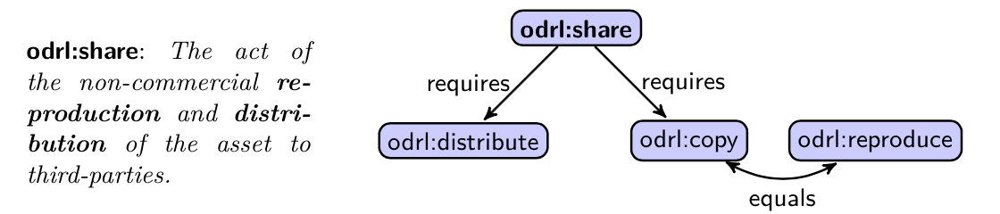 odrl:share: The act of
the non-commercial re-
production and distri-
bution of the asset to
third-parties.
odrl:share
requires
requires
odrl:distribute
odrl:copy
odrl:reproduce
equals